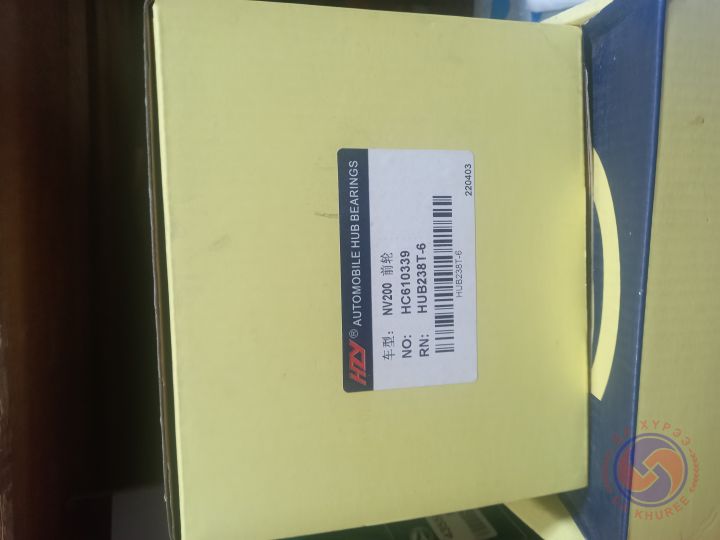 HZY® AUTOMOBILE HUB BEARINGS
车型： NV200 前轮
NO: HC610339
RN: HUB238T-6
HUB238T-6
220403
ХҮРЭЭ
KHUREE